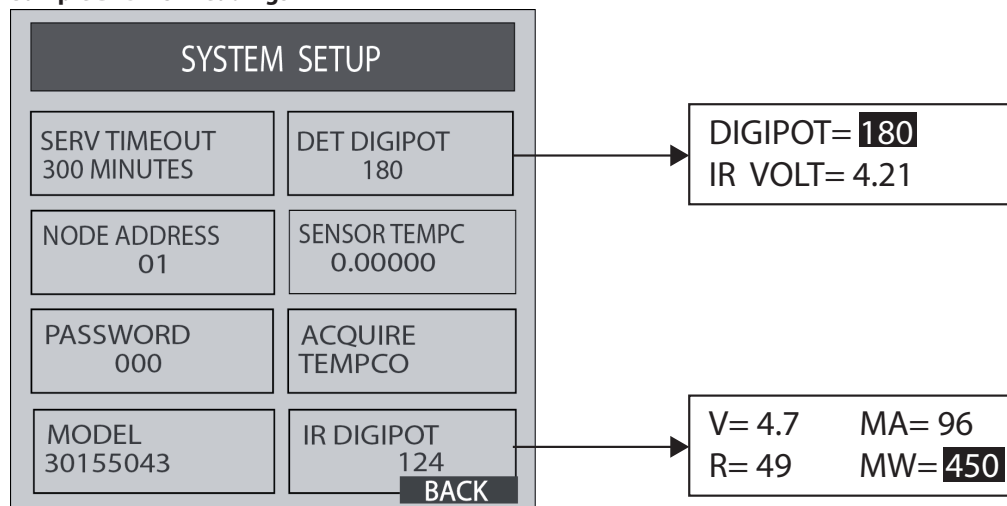 SYSTEM SETUP
SERV TIMEOUT
300 MINUTES
DET DIGIPOT
180
NODE ADDRESS
01
SENSOR TEMPC
0.00000
PASSWORD
000
ACQUIRE
TEMPCO
MODEL
30155043
IR DIGIPOT
124
BACK
DIGIPOT= 180
IR VOLT= 4.21
V= 4.7 MA= 96
R= 49 MW= 450